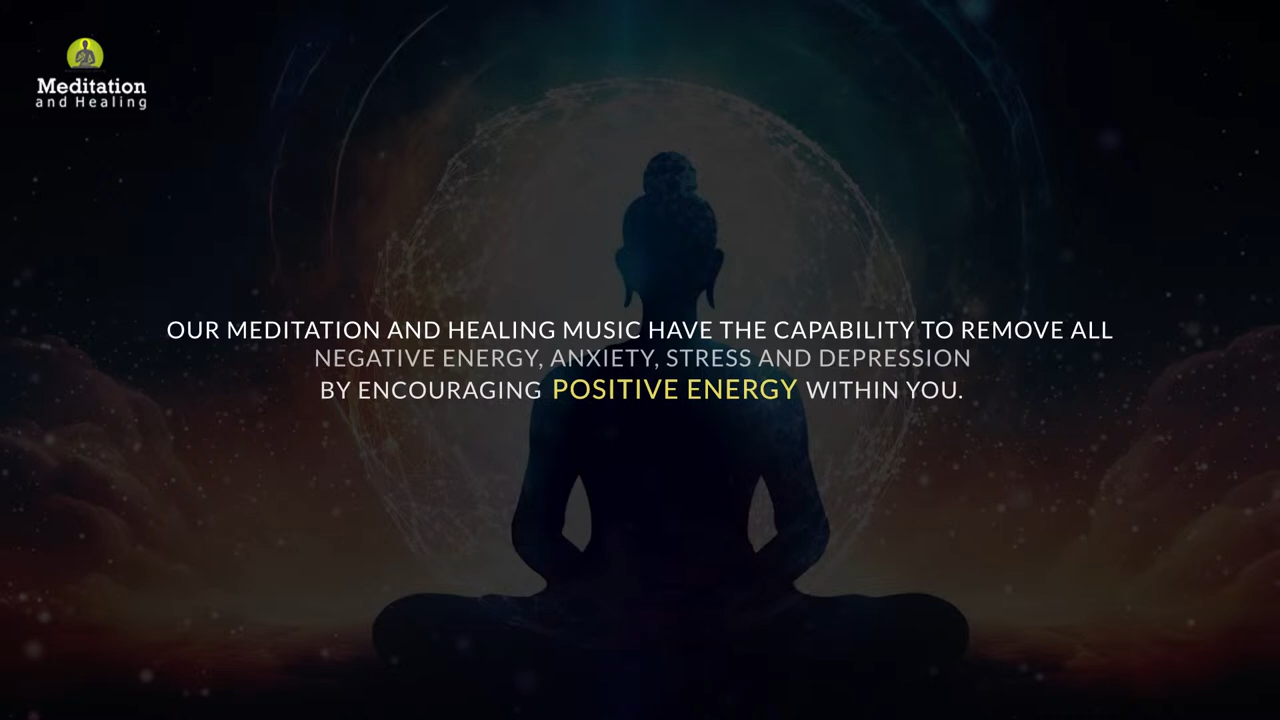 Meditation
and Healing
OUR MEDITATION AND HEALING MUSIC HAVE THE CAPABILITY TO REMOVE ALL
NEGATIVE ENERGY, ANXIETY, STRESS AND DEPRESSION
BY ENCOURAGING POSITIVE ENERGY WITHIN YOU.